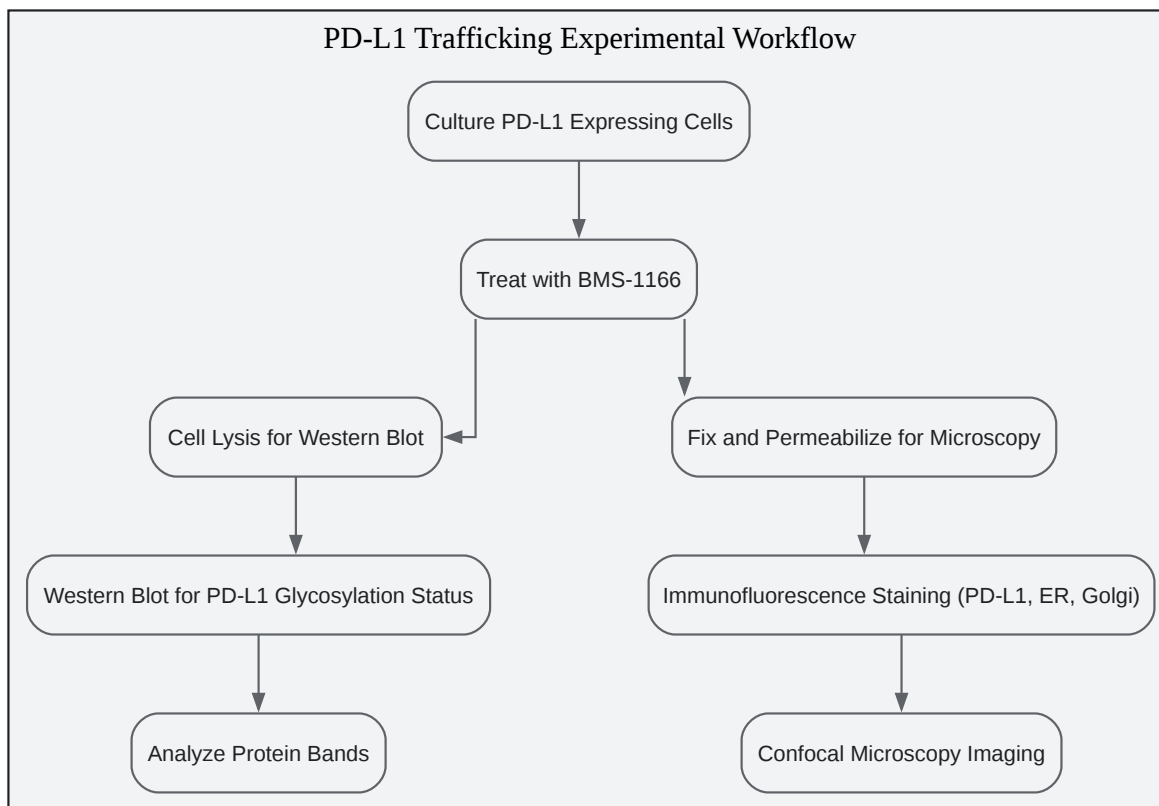 PD-L1 Trafficking Experimental Workflow
Culture PD-L1 Expressing Cells
Treat with BMS-1166
Cell Lysis for Western Blot
Fix and Permeabilize for Microscopy
Western Blot for PD-L1 Glycosylation Status
Immunofluorescence Staining (PD-L1, ER, Golgi)
Analyze Protein Bands
Confocal Microscopy Imaging